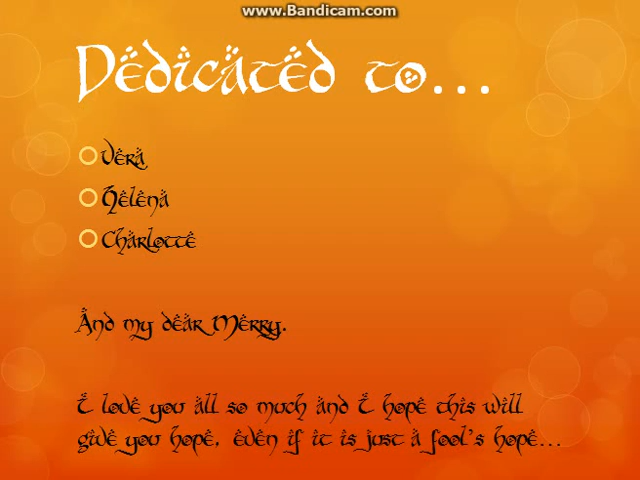 www.Bandicam.com
Dedicated to...
Vera
Helena
Charlotte
And my dear Merry.
I love you all so much and I hope this will
give you hope, even if it is just a fool's hope...